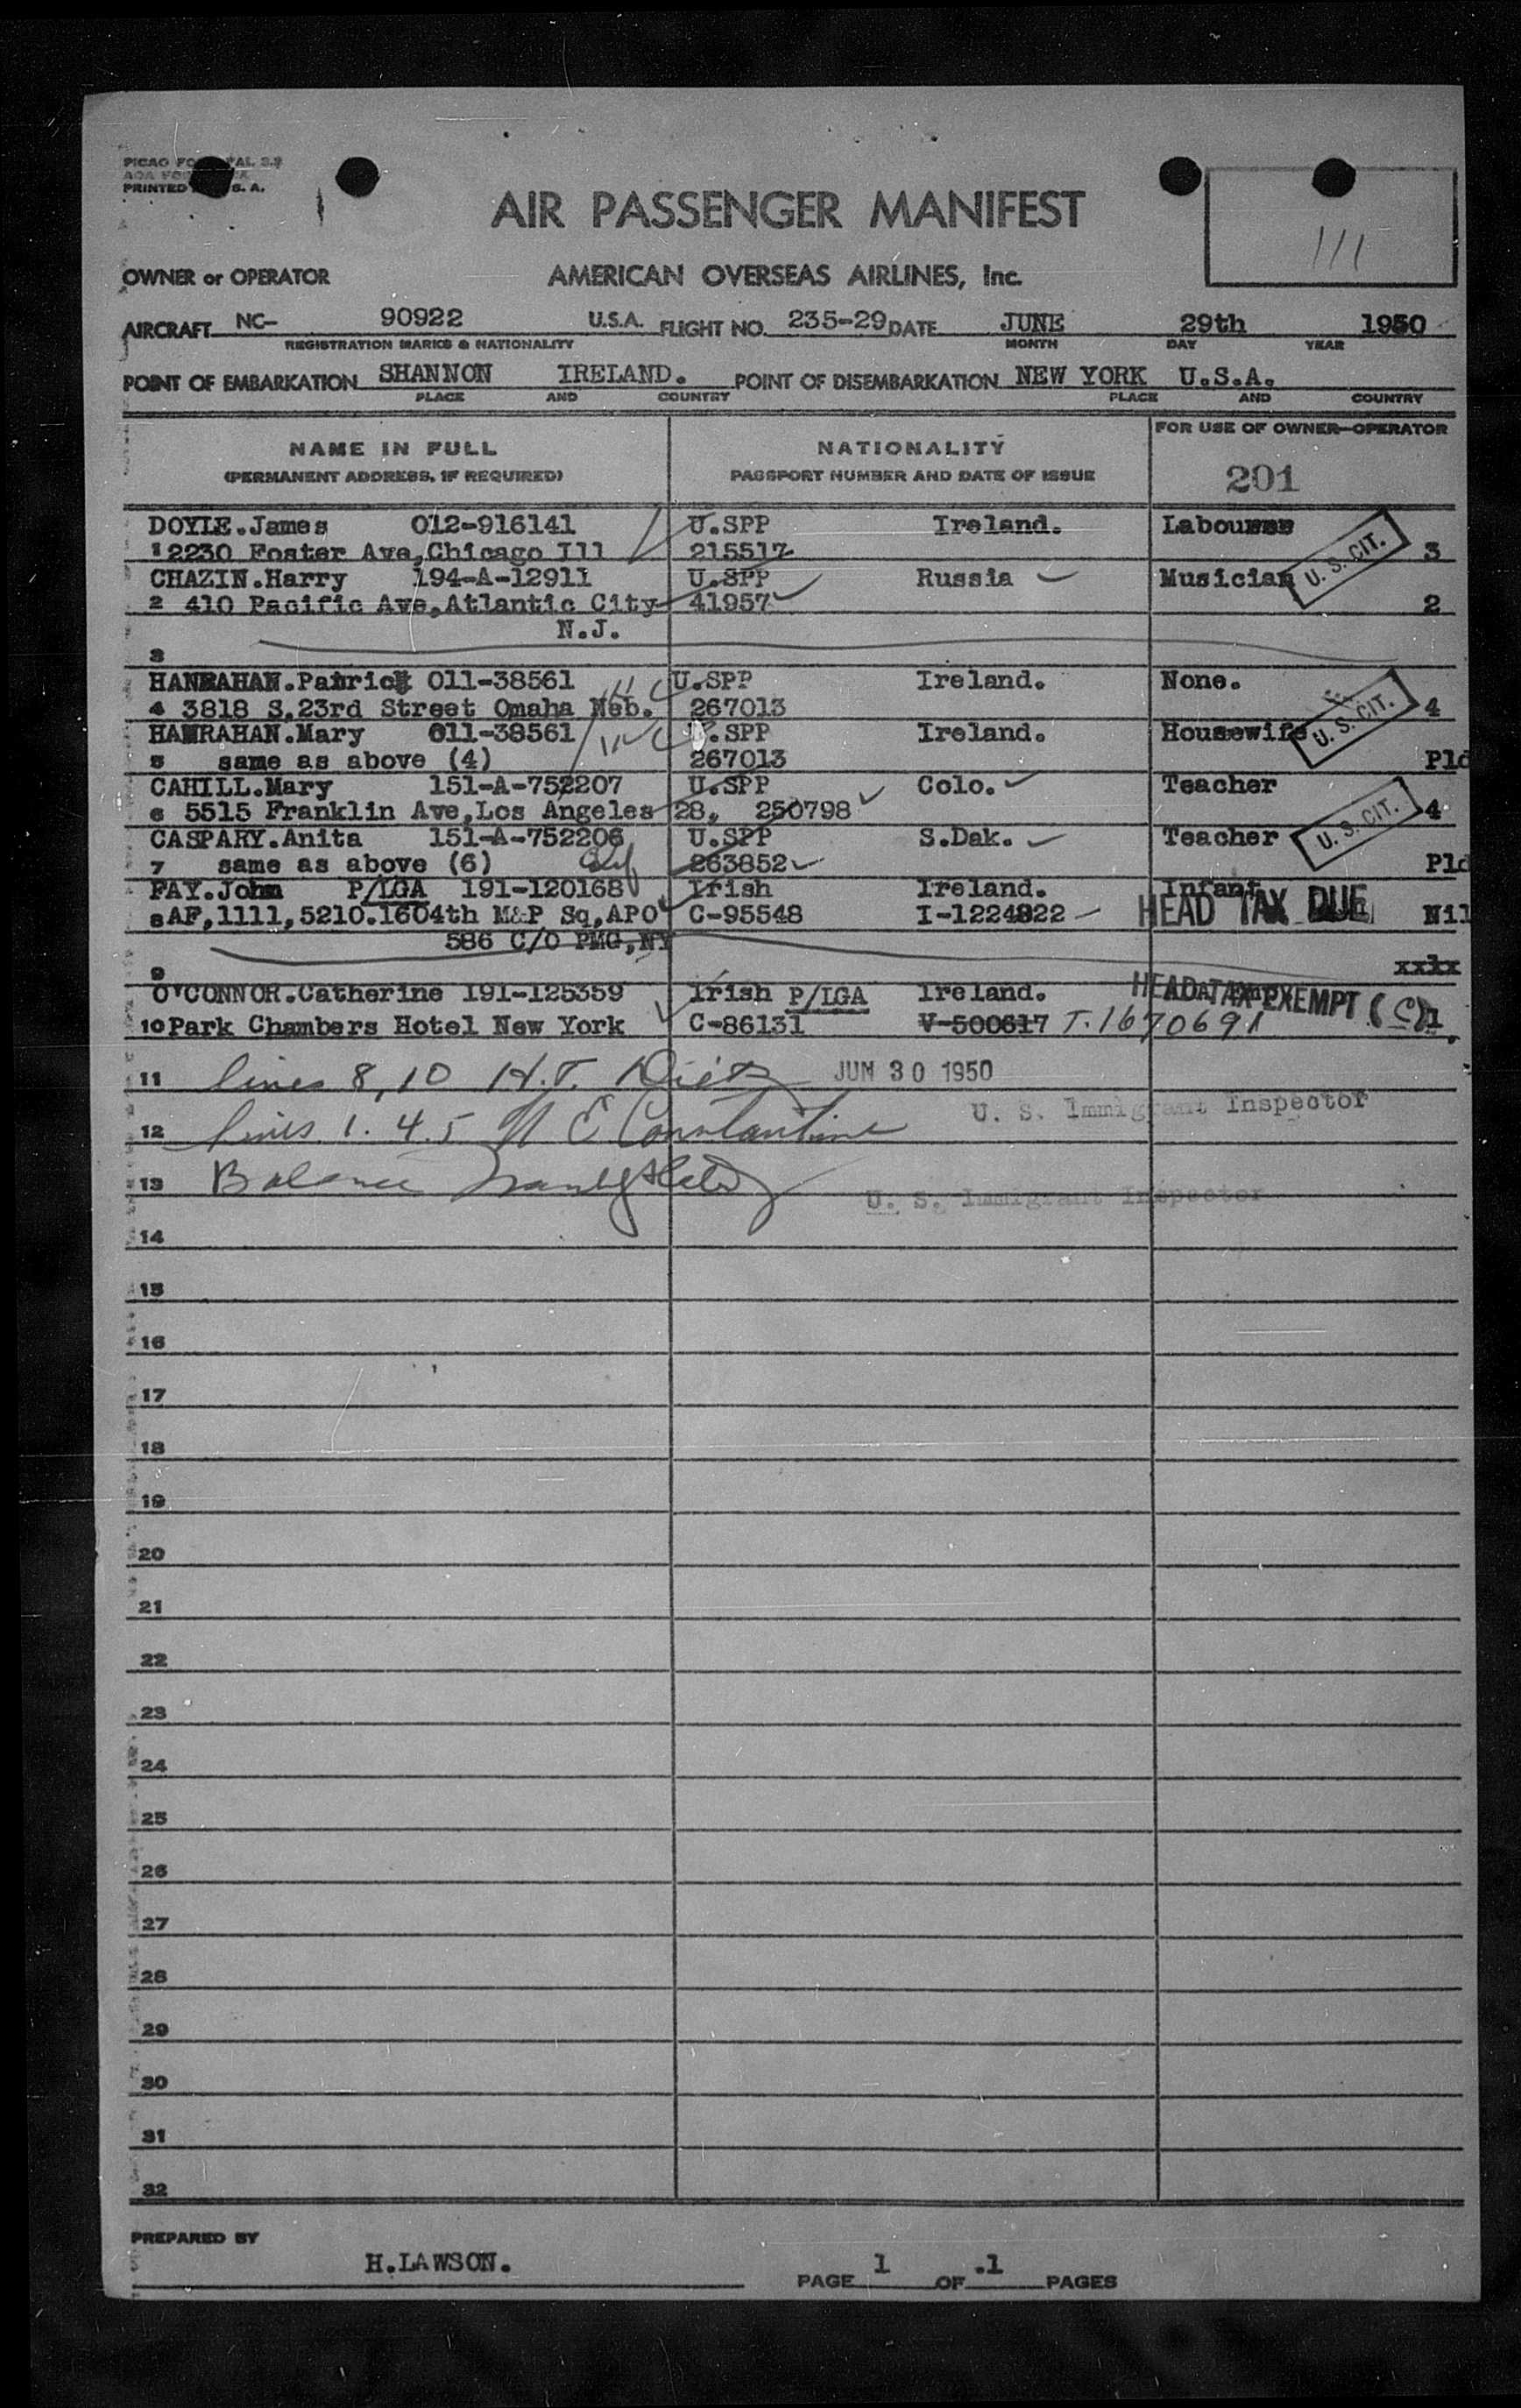 PRINTED S. A.
AIR PASSENGER MANIFEST
111
OWNER or OPERATOR AMERICAN OVERSEAS AIRLINES, Inc.
AIRCRAFT NC- 90922 U.S.A. FLIGHT NO. 235-29 DATE JUNE 29th 1950
REGISTRATION MARKS & NATIONALITY MONTH DAY YEAR
POINT OF EMBARKATION SHANNON IRELAND. POINT OF DISEMBARKATION NEW YORK U.S.A.
PLACE AND COUNTRY PLACE AND COUNTRY
NAME IN FULL NATIONALITY FOR USE OF OWNER-OPERATOR
(PERMANENT ADDRESS, IF REQUIRED) PASSPORT NUMBER AND DATE OF ISSUE 201
DOYLE.James 012-916141 U.SPP Ireland.
1 2230 Foster Ave,Chicago Ill 215517 3
CHAZIN.Harry 194-A-12911 U.SPP Russia Musician U. S. CIT.
2 410 Pacific Ave,Atlantic City 41957 2
N.J.
3
HANRAHAN.Patrick 011-38561 U.SPP Ireland. None.
4 3818 S.23rd Street Omaha Neb. 267013 U. S. CIT. 4
HANRAHAN.Mary 011-38561 U.SPP Ireland. Housewife
5 same as above (4) 267013 Pld
CAHILL.Mary 151-A-752207 U.SPP Colo. Teacher
6 5515 Franklin Ave,Los Angeles 28, 250798 U. S. CIT. 4
CASPARY.Anita 151-A-752206 U.SPP S.Dak. Teacher
7 same as above (6) 263852 Pld
FAY.John P/LGA 191-120168 Irish Ireland. Infant
8 AF,1111,5210.1604th M&P Sq,APO C-95548 I-1224822 HEAD TAX DUE Nil
586 C/O PMG,NY
9 xxxx
O'CONNOR.Catherine 191-125359 Irish P/LGA Ireland. HEAD TAX EXEMPT (C)
10 Park Chambers Hotel New York C-86131 V-500617 T.1670691 1
11 lines 8,10 H.T. JUN 30 1950
12 lines 1. 4. 5 E Constantine U. S. Immigrant Inspector
13 Balance U. S. Immigrant Inspector
14
15
16
17
18
19
20
21
22
23
24
25
26
27
28
29
30
31
32
PREPARED BY
H.LAWSON.
PAGE 1 OF .1 PAGES